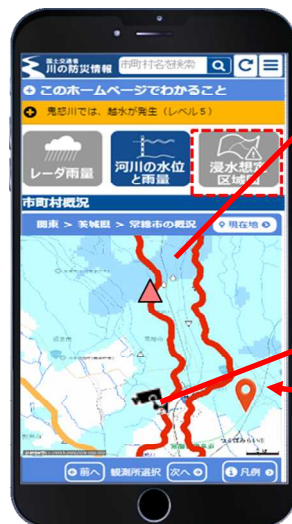 国土交通省
川の防災情報
市町村名を検索
このホームページでわかること
鬼怒川では、越水が発生（レベル５）
レーダ雨量
河川の水位
と雨量
浸水想定
区域図
市町村概況
関東 > 茨城県 > 常総市の概況
現在地
前へ
観測所選択
次へ
凡例